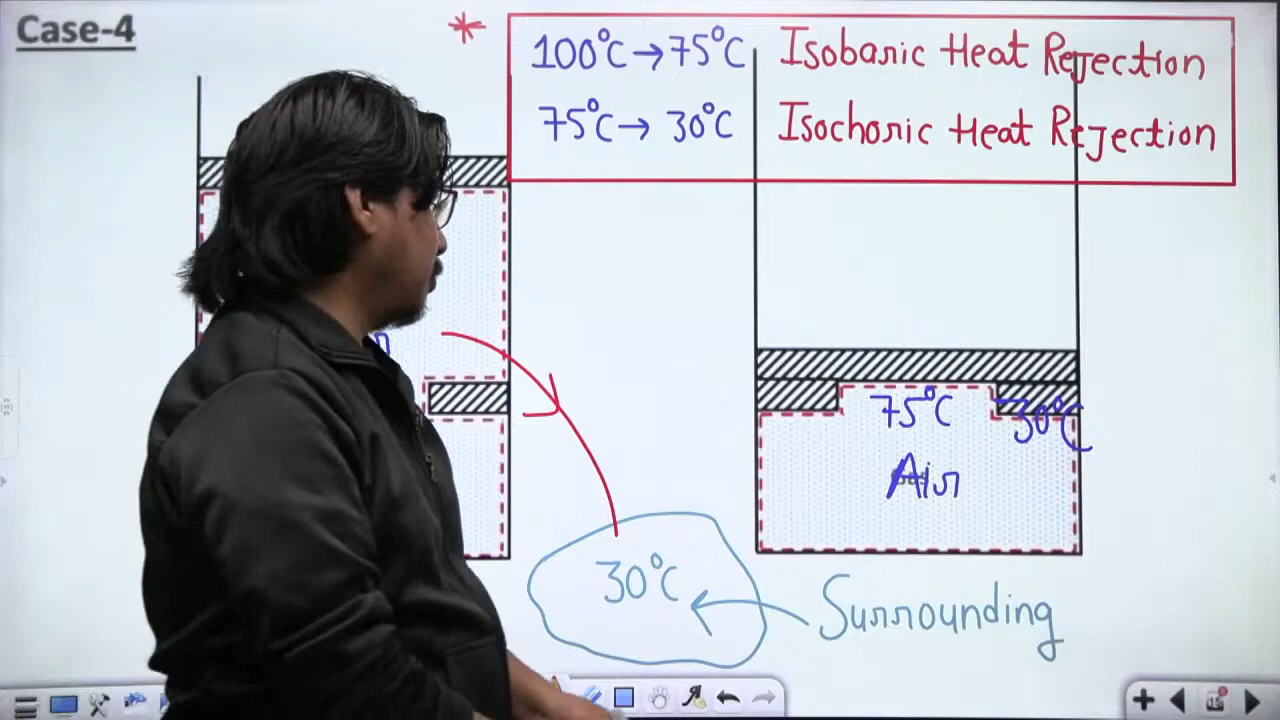 Case-4
* 100°C → 75°C Isobaric Heat Rejection
75°C → 30°C Isochoric Heat Rejection
75°C 30°C
Air
30°C
Surrounding